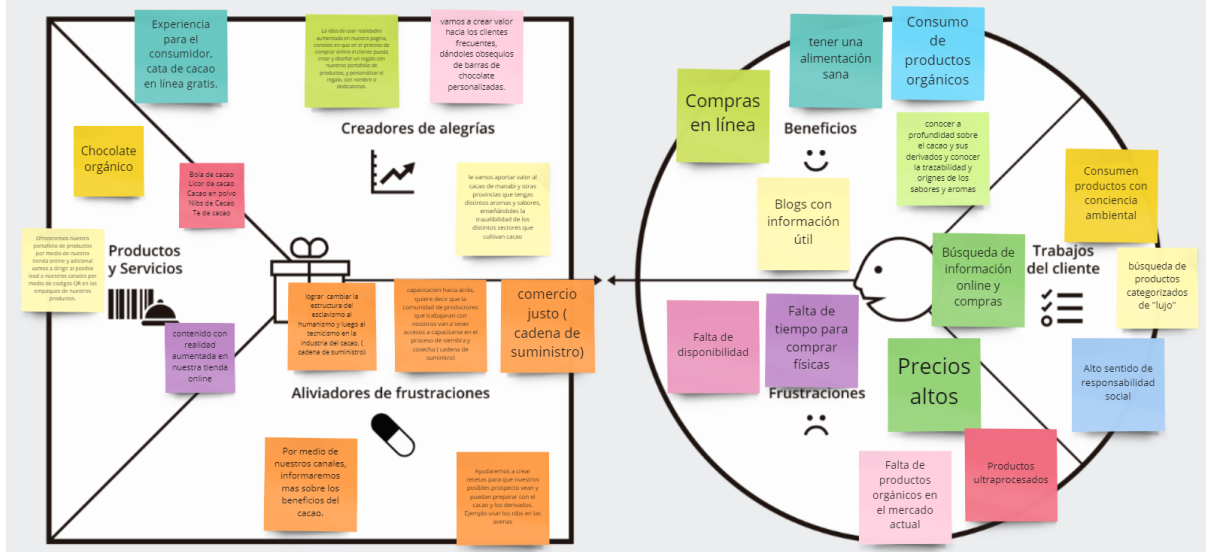 Experiencia
para el
consumidor,
cata de cacao
en línea gratis.
La idea de usar realidades
aumentada en nuestra pagina,
consiste en que en el proceso de
comprar online el cliente pueda
crear y diseñar un regalo con
nuestros portafolio de
productos, y personalizar el
regalo, con nombre o
dedicatorias.
vamos a crear valor
hacia los clientes
frecuentes,
dándoles obsequios
de barras de
chocolate
personalizadas.
Creadores de alegrías
Chocolate
orgánico
Bola de cacao
Licor de cacao
Cacao en polvo
Nibs de Cacao
Te de cacao
le vamos aportar valor al
cacao de manabi y otras
provincias que tengas
distintos aromas y sabores,
enseñándoles la
trazalibilidad de los
distintos sectores que
cultivan cacao
Ofreceremos nuestro
portafolio de productos
por medio de nuestra
tienda online y adicional
vamos a dirigir al posible
lead a nuestros canales por
medio de codigos QR en los
empaques de nuestros
productos.
Productos
y Servicios
contenido con
realidad
aumentada en
nuestra tienda
online
lograr cambiar la
estructura del
esclavismo al
humanismo y luego al
tecnicismo en la
industria del cacao. (
cadena de suministro)
capacitación hacia atrás,
quiere decir que la
comunidad de productores
que trabajaran con
nosotros van a tener
accesos a capacitarse en el
proceso de siembra y
cosecha ( cadena de
suministro)
comercio
justo (
cadena de
suministro)
Aliviadores de frustraciones
Por medio de
nuestros canales,
informaremos
mas sobre los
beneficios del
cacao.
Ayudaremos a crear
recetas para que nuestros
posibles prospecto vean y
puedan preparar con el
cacao y los derivados.
Ejemplo usar los nibs en las
avenas
tener una
alimentación
sana
Consumo
de
productos
orgánicos
Compras
en línea
Beneficios
conocer a
profundidad sobre
el cacao y sus
derivados y conocer
la trazabilidad y
orignes de los
sabores y aromas
Blogs con
información
útil
Consumen
productos con
conciencia
ambiental
Búsqueda de
información
online y
compras
Trabajos
del cliente
búsqueda de
productos
categorizados
de "lujo"
Falta de
disponibilidad
Falta de
tiempo para
comprar
físicas
Frustraciones
Precios
altos
Alto sentido de
responsabilidad
social
Falta de
productos
orgánicos en
el mercado
actual
Productos
ultraprocesados